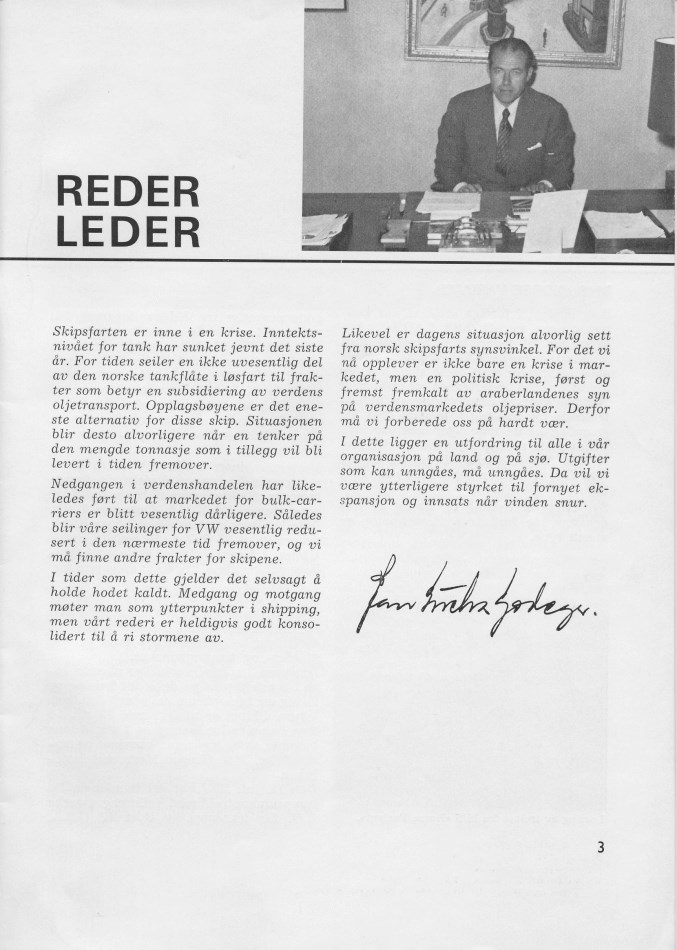 REDER
LEDER
Skipsfarten er inne i en krise. Inntekts-
nivået for tank har sunket jevnt det siste
år. For tiden seiler en ikke uvesentlig del
av den norske tankflåte i løsfart til frak-
ter som betyr en subsidiering av verdens
oljetransport. Opplagsbøyene er det ene-
ste alternativ for disse skip. Situasjonen
blir desto alvorligere når en tenker på
den mengde tonnasje som i tillegg vil bli
levert i tiden fremover.
Nedgangen i verdenshandelen har like-
ledes ført til at markedet for bulk-car-
riers er blitt vesentlig dårligere. Således
blir våre seilinger for VW vesentlig redu-
sert i den nærmeste tid fremover, og vi
må finne andre frakter for skipene.
I tider som dette gjelder det selvsagt å
holde hodet kaldt. Medgang og motgang
møter man som ytterpunkter i shipping,
men vårt rederi er heldigvis godt konso-
lidert til å ri stormene av.
Likevel er dagens situasjon alvorlig sett
fra norsk skipsfarts synsvinkel. For det vi
nå opplever er ikke bare en krise i mar-
kedet, men en politisk krise, først og
fremst fremkalt av araberlandenes syn
på verdensmarkedets oljepriser. Derfor
må vi forberede oss på hardt vær.
I dette ligger en utfordring til alle i vår
organisasjon på land og på sjø. Utgifter
som kan unngåes, må unngåes. Da vil vi
være ytterligere styrket til fornyet ek-
spansjon og innsats når vinden snur.
3